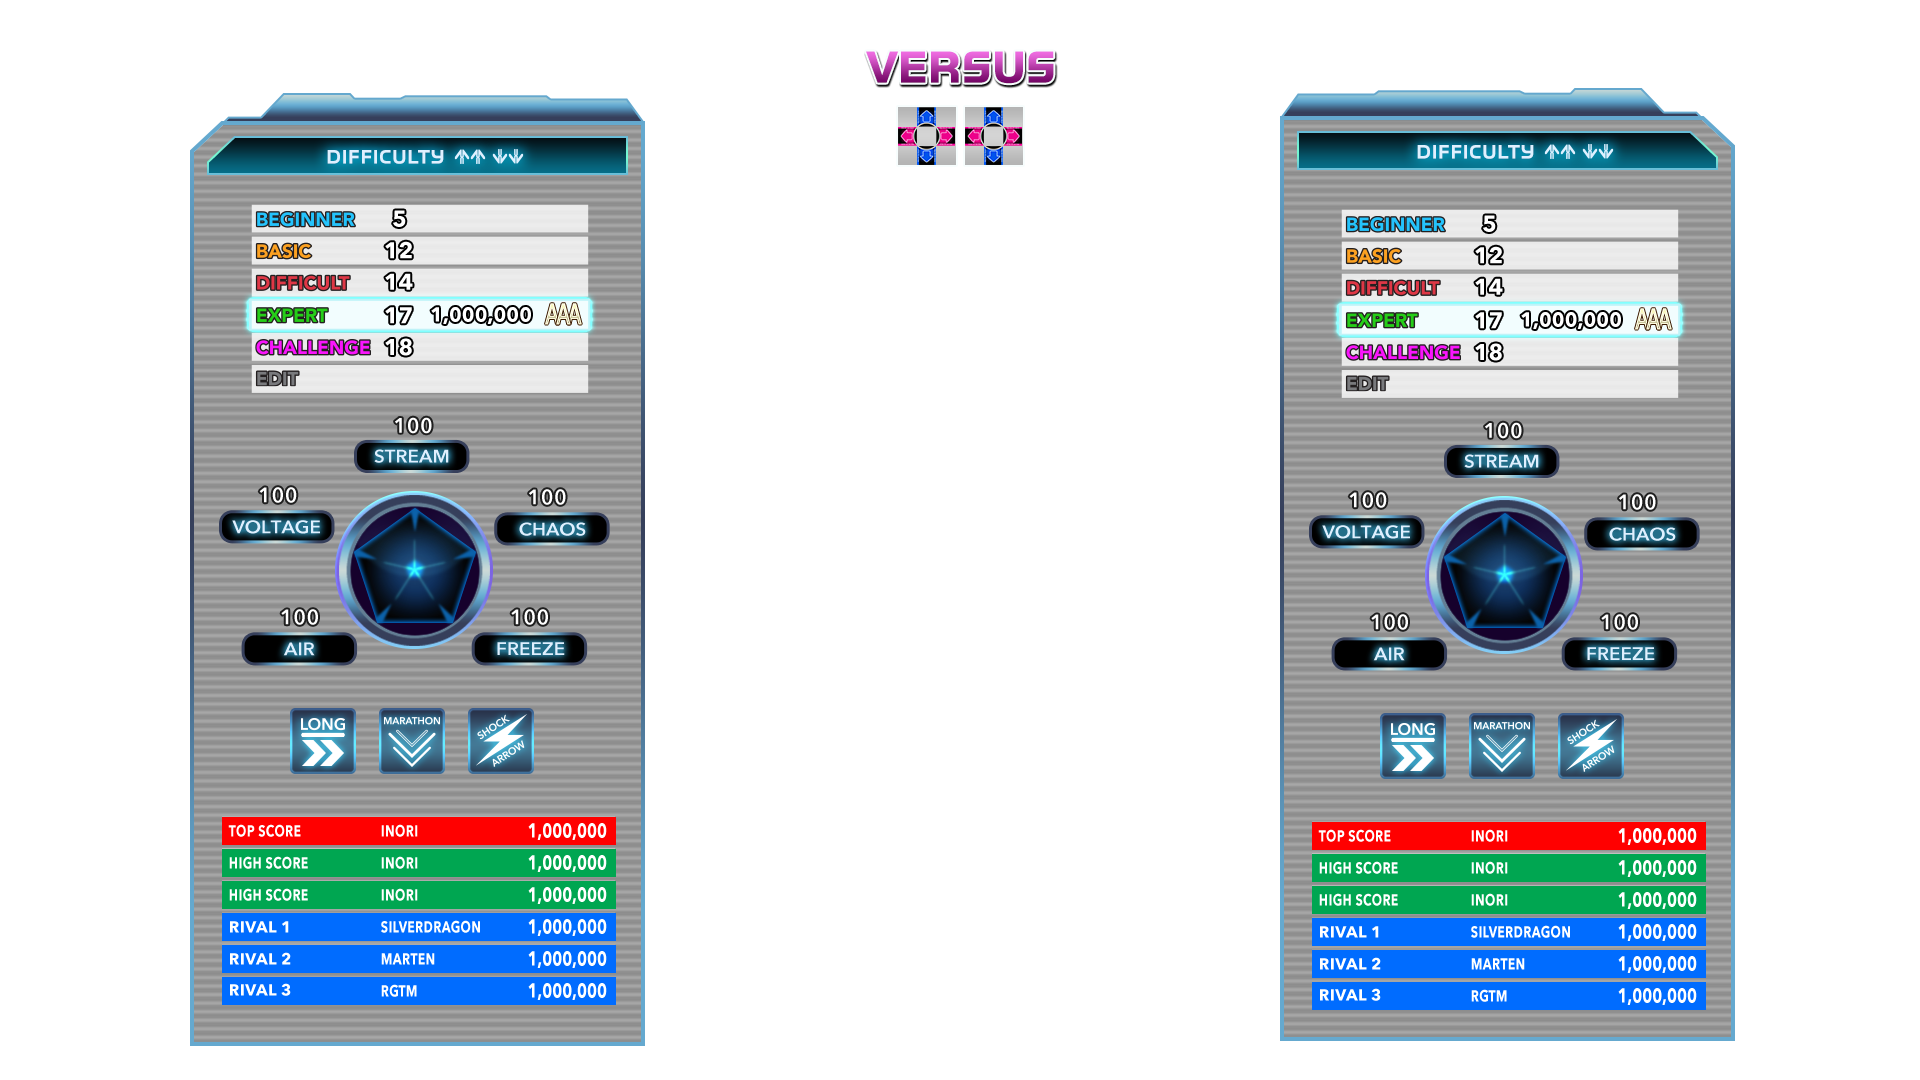 VERSUS
DIFFICULTY
BEGINNER 5
BASIC 12
DIFFICULT 14
EXPERT 17 1,000,000 AAA
CHALLENGE 18
EDIT
100
STREAM
100
VOLTAGE
100
CHAOS
100
AIR
100
FREEZE
LONG
MARATHON
SHOCK
ARROW
TOP SCORE INORI 1,000,000
HIGH SCORE INORI 1,000,000
HIGH SCORE INORI 1,000,000
RIVAL 1 SILVERDRAGON 1,000,000
RIVAL 2 MARTEN 1,000,000
RIVAL 3 RGTM 1,000,000
DIFFICULTY
BEGINNER 5
BASIC 12
DIFFICULT 14
EXPERT 17 1,000,000 AAA
CHALLENGE 18
EDIT
100
STREAM
100
VOLTAGE
100
CHAOS
100
AIR
100
FREEZE
LONG
MARATHON
SHOCK
ARROW
TOP SCORE INORI 1,000,000
HIGH SCORE INORI 1,000,000
HIGH SCORE INORI 1,000,000
RIVAL 1 SILVERDRAGON 1,000,000
RIVAL 2 MARTEN 1,000,000
RIVAL 3 RGTM 1,000,000